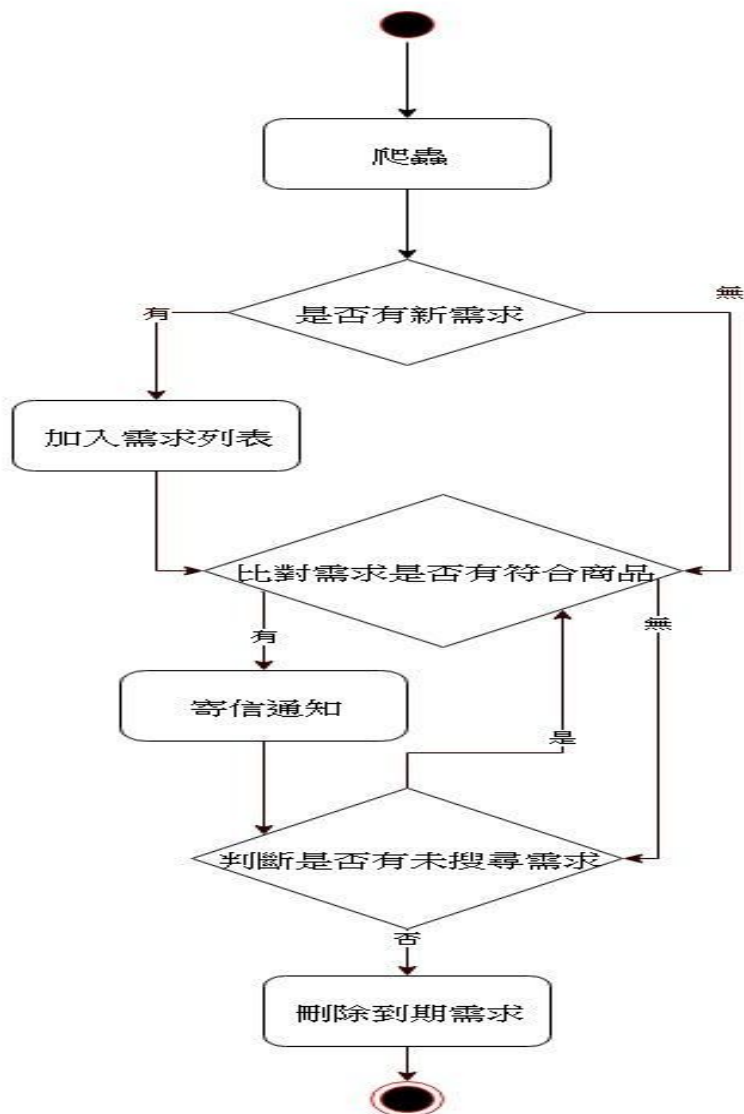 爬蟲
是否有新需求
有
無
加入需求列表
比對需求是否有符合商品
有
無
寄信通知
是
判斷是否有未搜尋需求
否
刪除到期需求